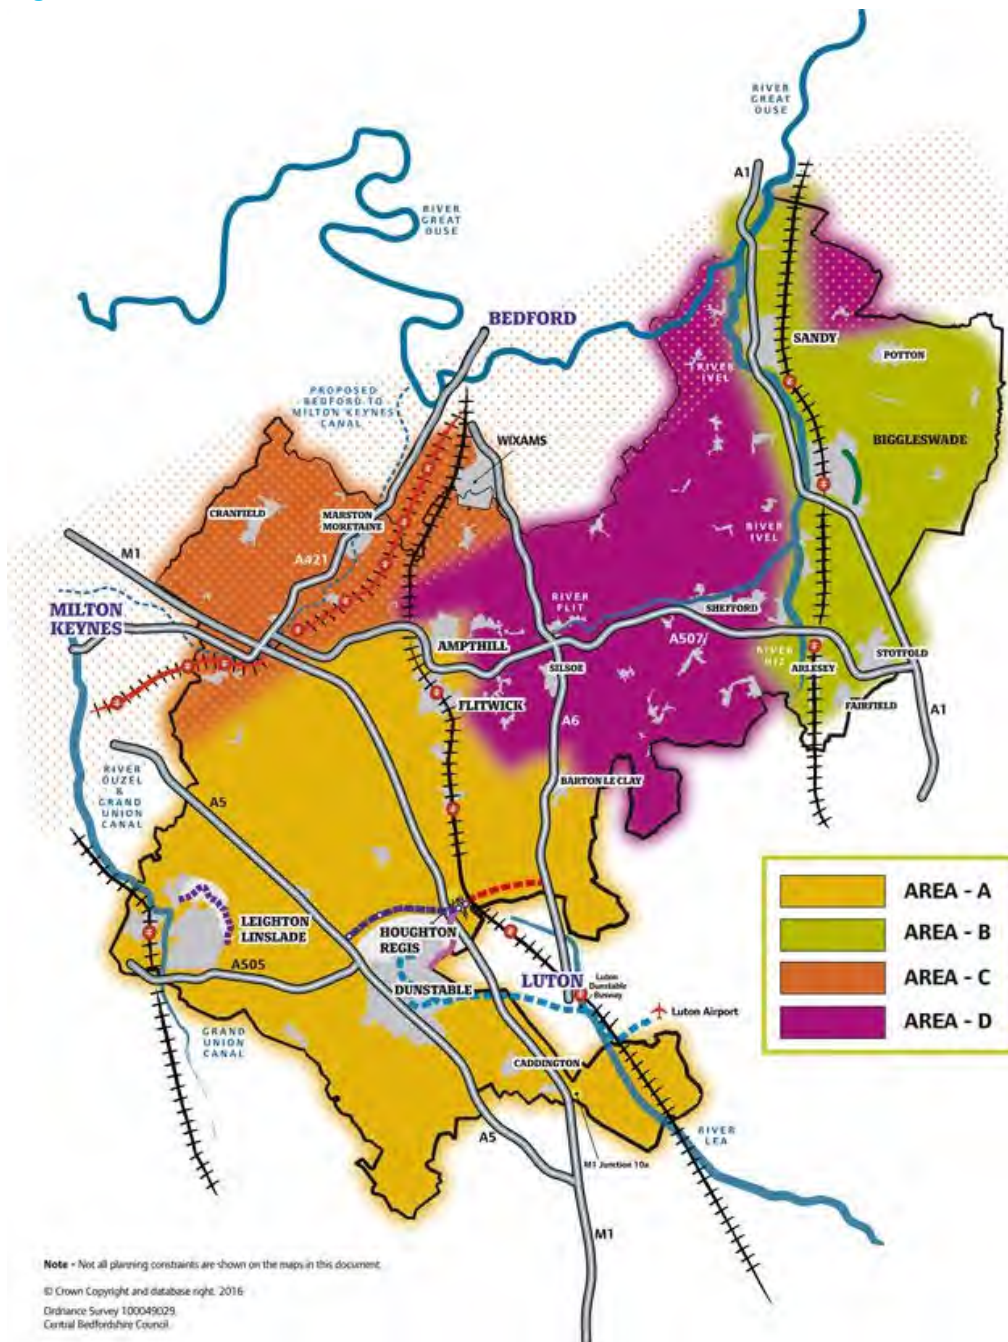 RIVER
GREAT
OUSE
A1
RIVER
GREAT
OUSE
BEDFORD
SANDY
POTTON
RIVER
IVEL
PROPOSED
BEDFORD TO
MILTON KEYNES
CANAL
WIXAMS
BIGGLESWADE
CRANFIELD
MARSTON
MORETAINE
RIVER
IVEL
M1
A421
MILTON
KEYNES
RIVER
FLIT
SHEFFORD
AMPTHILL
A507
SILSOE
RIVER
HIZ
ARLESEY
STOTFOLD
FLITWICK
FAIRFIELD
A6
A1
RIVER
OUZEL
&
GRAND
UNION
CANAL
A5
BARTON LE CLAY
AREA - A
AREA - B
AREA - C
AREA - D
LEIGHTON
LINSLADE
HOUGHTON
REGIS
A505
DUNSTABLE
LUTON
Luton
Dunstable
Busway
Luton Airport
GRAND
UNION
CANAL
CADDINGTON
RIVER
LEA
A5
M1 Junction 10a
M1
Note - Not all planning constraints are shown on the maps in this document.
© Crown Copyright and database right. 2016
Ordnance Survey 100049029.
Central Bedfordshire Council.